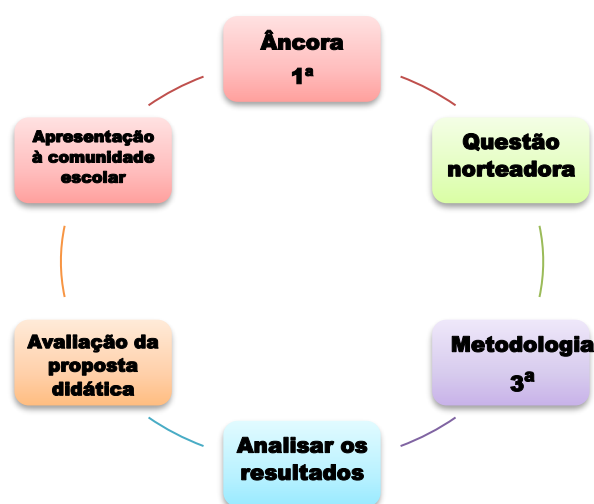 Âncora
1ª
Questão
norteadora
Metodologia
3ª
Analisar os
resultados
Avaliação da
proposta
didática
Apresentação
à comunidade
escolar